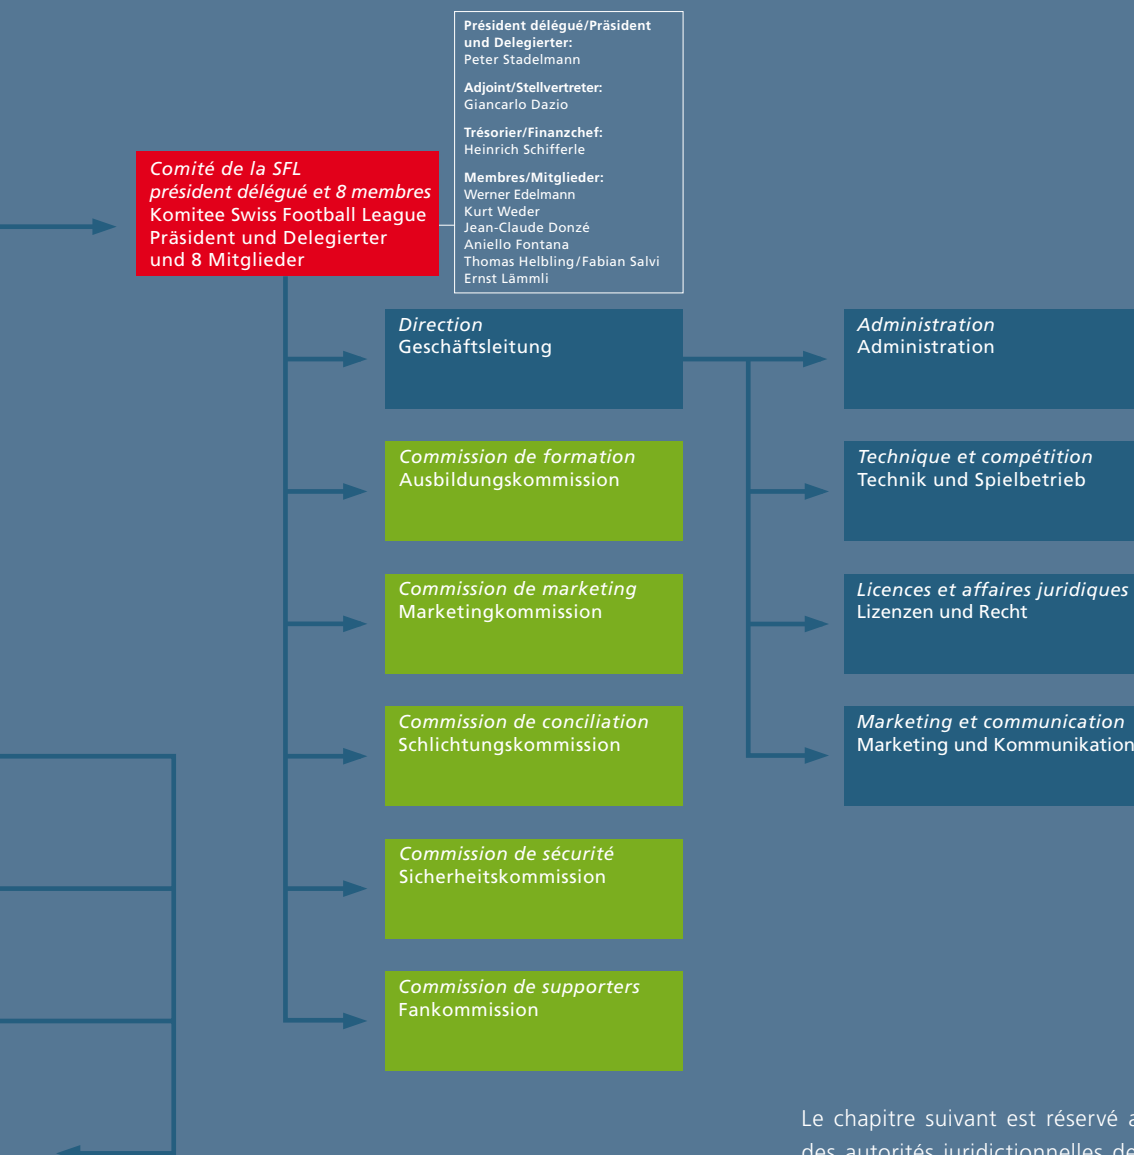 Président délégué/Präsident
und Delegierter:
Peter Stadelmann
Adjoint/Stellvertreter:
Giancarlo Dazio
Trésorier/Finanzchef:
Heinrich Schifferle
Membres/Mitglieder:
Werner Edelmann
Kurt Weder
Jean-Claude Donzé
Aniello Fontana
Thomas Helbling/Fabian Salvi
Ernst Lämmli
Comité de la SFL
président délégué et 8 membres
Komitee Swiss Football League
Präsident und Delegierter
und 8 Mitglieder
Direction
Geschäftsleitung
Administration
Administration
Commission de formation
Ausbildungskommission
Technique et compétition
Technik und Spielbetrieb
Commission de marketing
Marketingkommission
Licences et affaires juridiques
Lizenzen und Recht
Commission de conciliation
Schlichtungskommission
Marketing et communication
Marketing und Kommunikation
Commission de sécurité
Sicherheitskommission
Commission de supporters
Fankommission
Le chapitre suivant est réservé
des autorités juridictionnelles